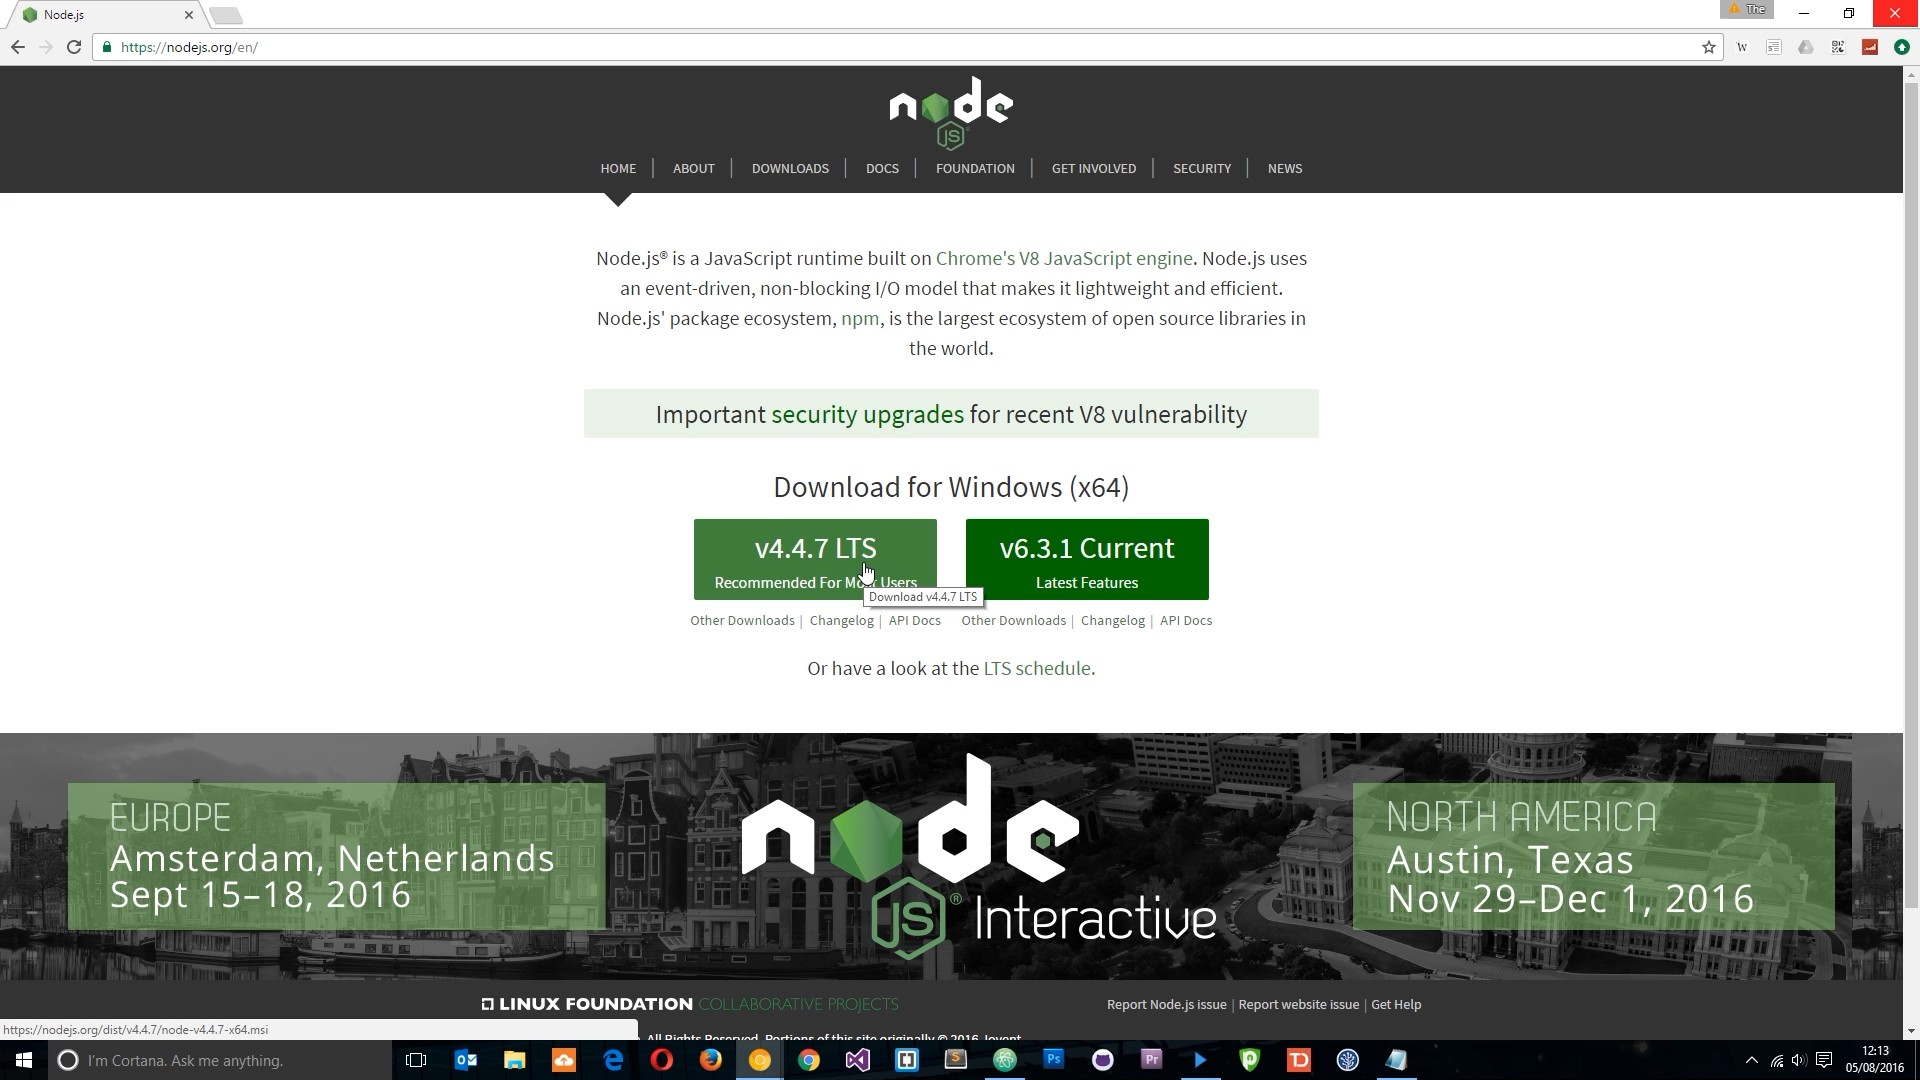 Node.js
The
https://nodejs.org/en/
node
JS
HOME
ABOUT
DOWNLOADS
DOCS
FOUNDATION
GET INVOLVED
SECURITY
NEWS
Node.js® is a JavaScript runtime built on Chrome's V8 JavaScript engine. Node.js uses
an event-driven, non-blocking I/O model that makes it lightweight and efficient.
Node.js' package ecosystem, npm, is the largest ecosystem of open source libraries in
the world.
Important security upgrades for recent V8 vulnerability
Download for Windows (x64)
v4.4.7 LTS
Recommended For Most Users
Download v4.4.7 LTS
v6.3.1 Current
Latest Features
Other Downloads | Changelog | API Docs
Other Downloads | Changelog | API Docs
Or have a look at the LTS schedule.
EUROPE
Amsterdam, Netherlands
Sept 15–18, 2016
node
JS® Interactive
NORTH AMERICA
Austin, Texas
Nov 29–Dec 1, 2016
LINUX FOUNDATION COLLABORATIVE PROJECTS
Report Node.js issue | Report website issue | Get Help
https://nodejs.org/dist/v4.4.7/node-v4.4.7-x64.msi
All Rights Reserved. Portions of this site originally © 2016 Joyent.
I'm Cortana. Ask me anything.
Ps
Pr
TD
12:13
05/08/2016